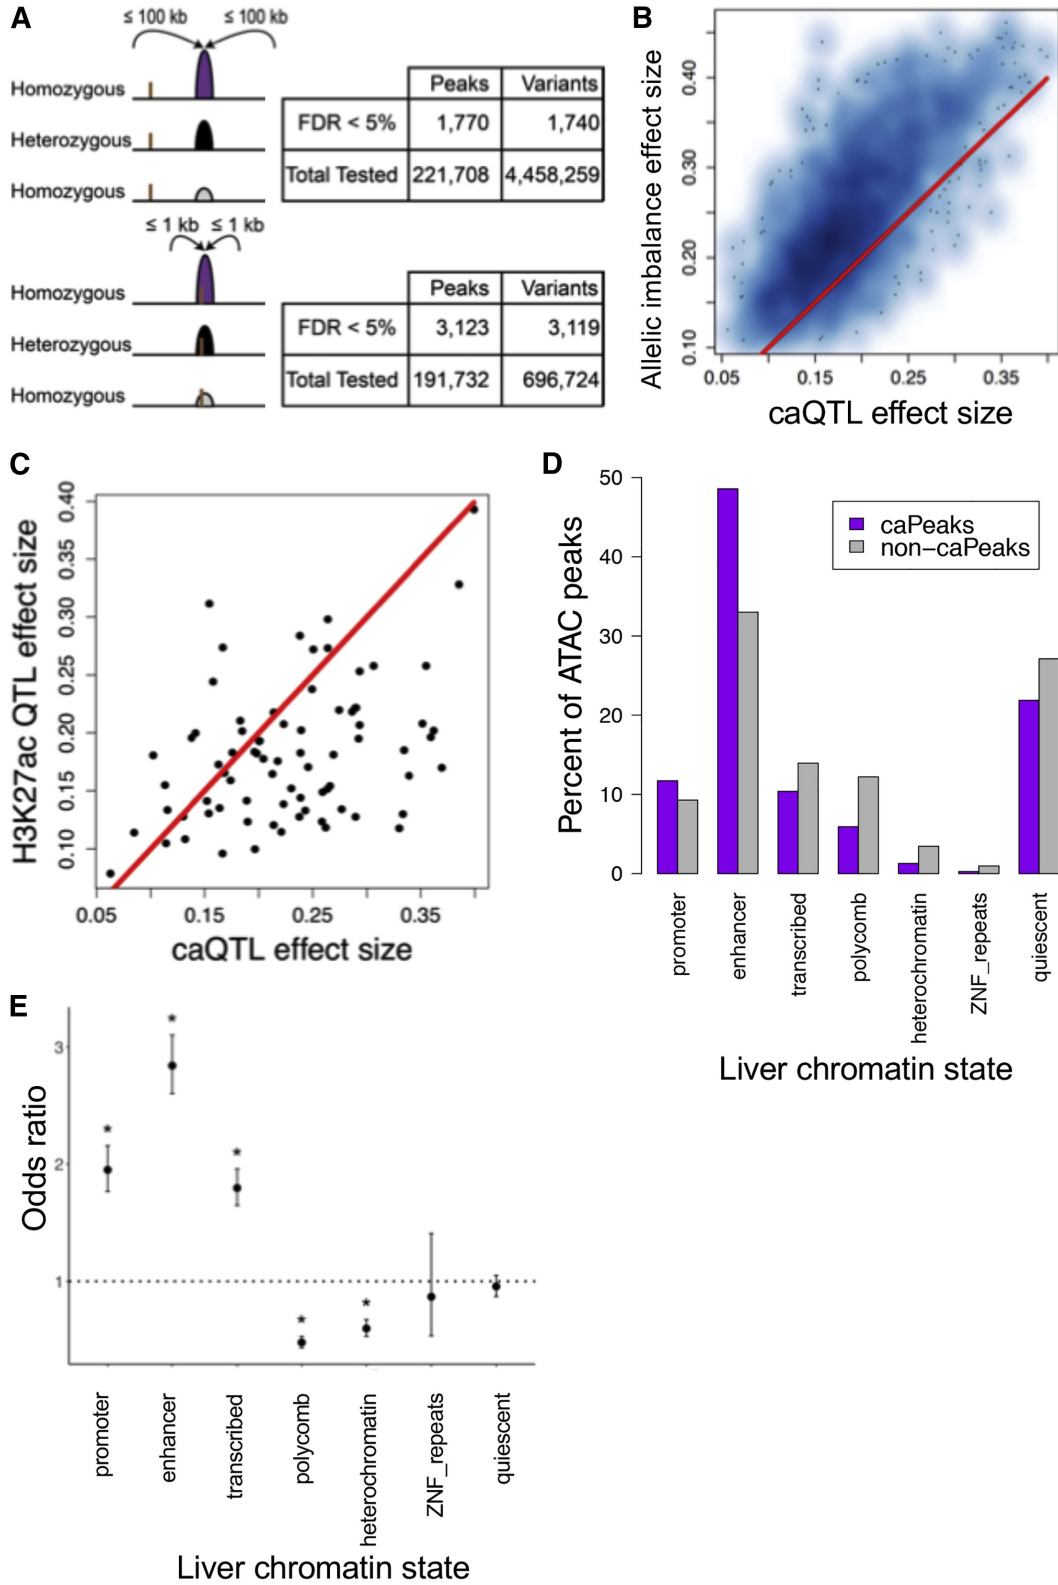 A
≤ 100 kb ≤ 100 kb
Homozygous
Heterozygous
Homozygous
Peaks Variants
FDR < 5% 1,770 1,740
Total Tested 221,708 4,458,259
≤ 1 kb ≤ 1 kb
Homozygous
Heterozygous
Homozygous
Peaks Variants
FDR < 5% 3,123 3,119
Total Tested 191,732 696,724
B
Allelic imbalance effect size
0.40
0.30
0.20
0.10
0.05 0.15 0.25 0.35
caQTL effect size
C
H3K27ac QTL effect size
0.40
0.35
0.30
0.25
0.20
0.15
0.10
0.05 0.15 0.25 0.35
caQTL effect size
D
Percent of ATAC peaks
50
40
30
20
10
0
caPeaks
non-caPeaks
promoter
enhancer
transcribed
polycomb
heterochromatin
ZNF_repeats
quiescent
Liver chromatin state
E
Odds ratio
3
2
1
*
*
*
*
*
promoter
enhancer
transcribed
polycomb
heterochromatin
ZNF_repeats
quiescent
Liver chromatin state